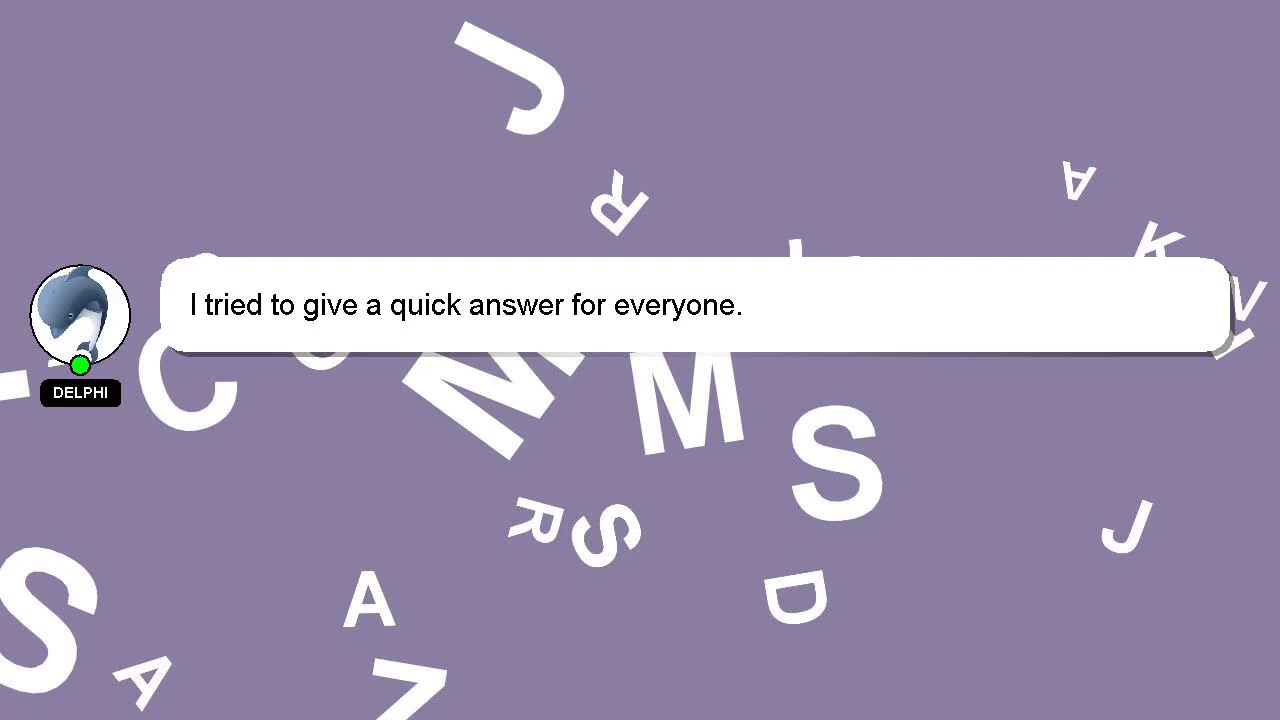 I tried to give a quick answer for everyone.
DELPHI
J
R
A
K
V
C
M
M
S
R
S
J
D
A
S
A
Z